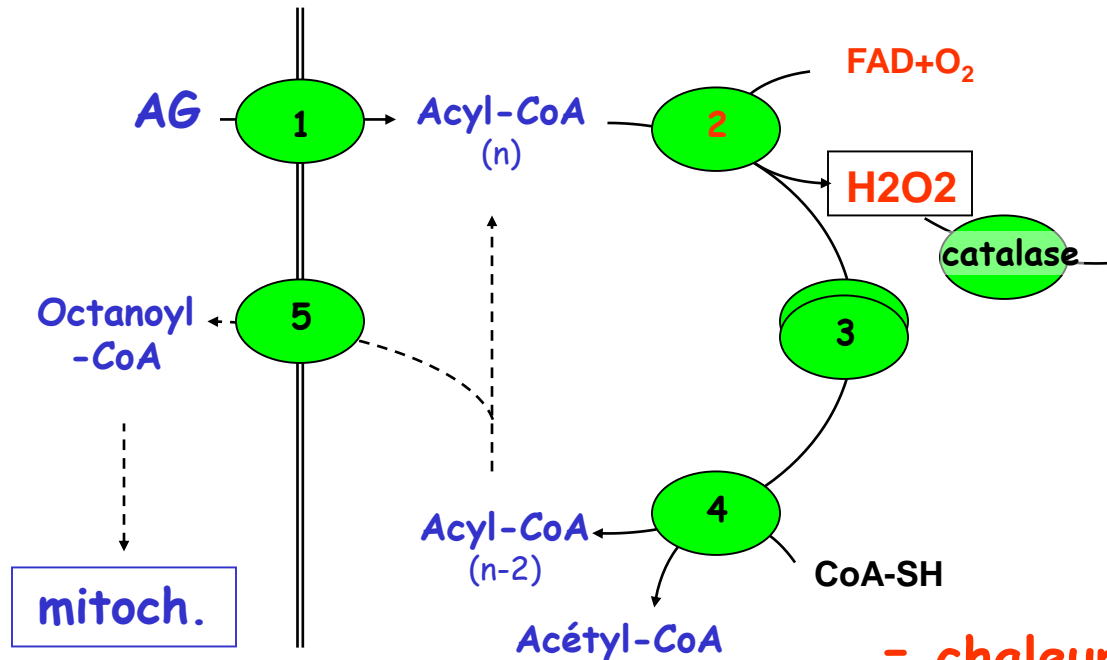 FAD+O₂
AG
1
Acyl-CoA
(n)
2
H2O2
catalase
Octanoyl
-CoA
5
3
4
Acyl-CoA
(n-2)
CoA-SH
mitoch.
Acétyl-CoA
= chaleur